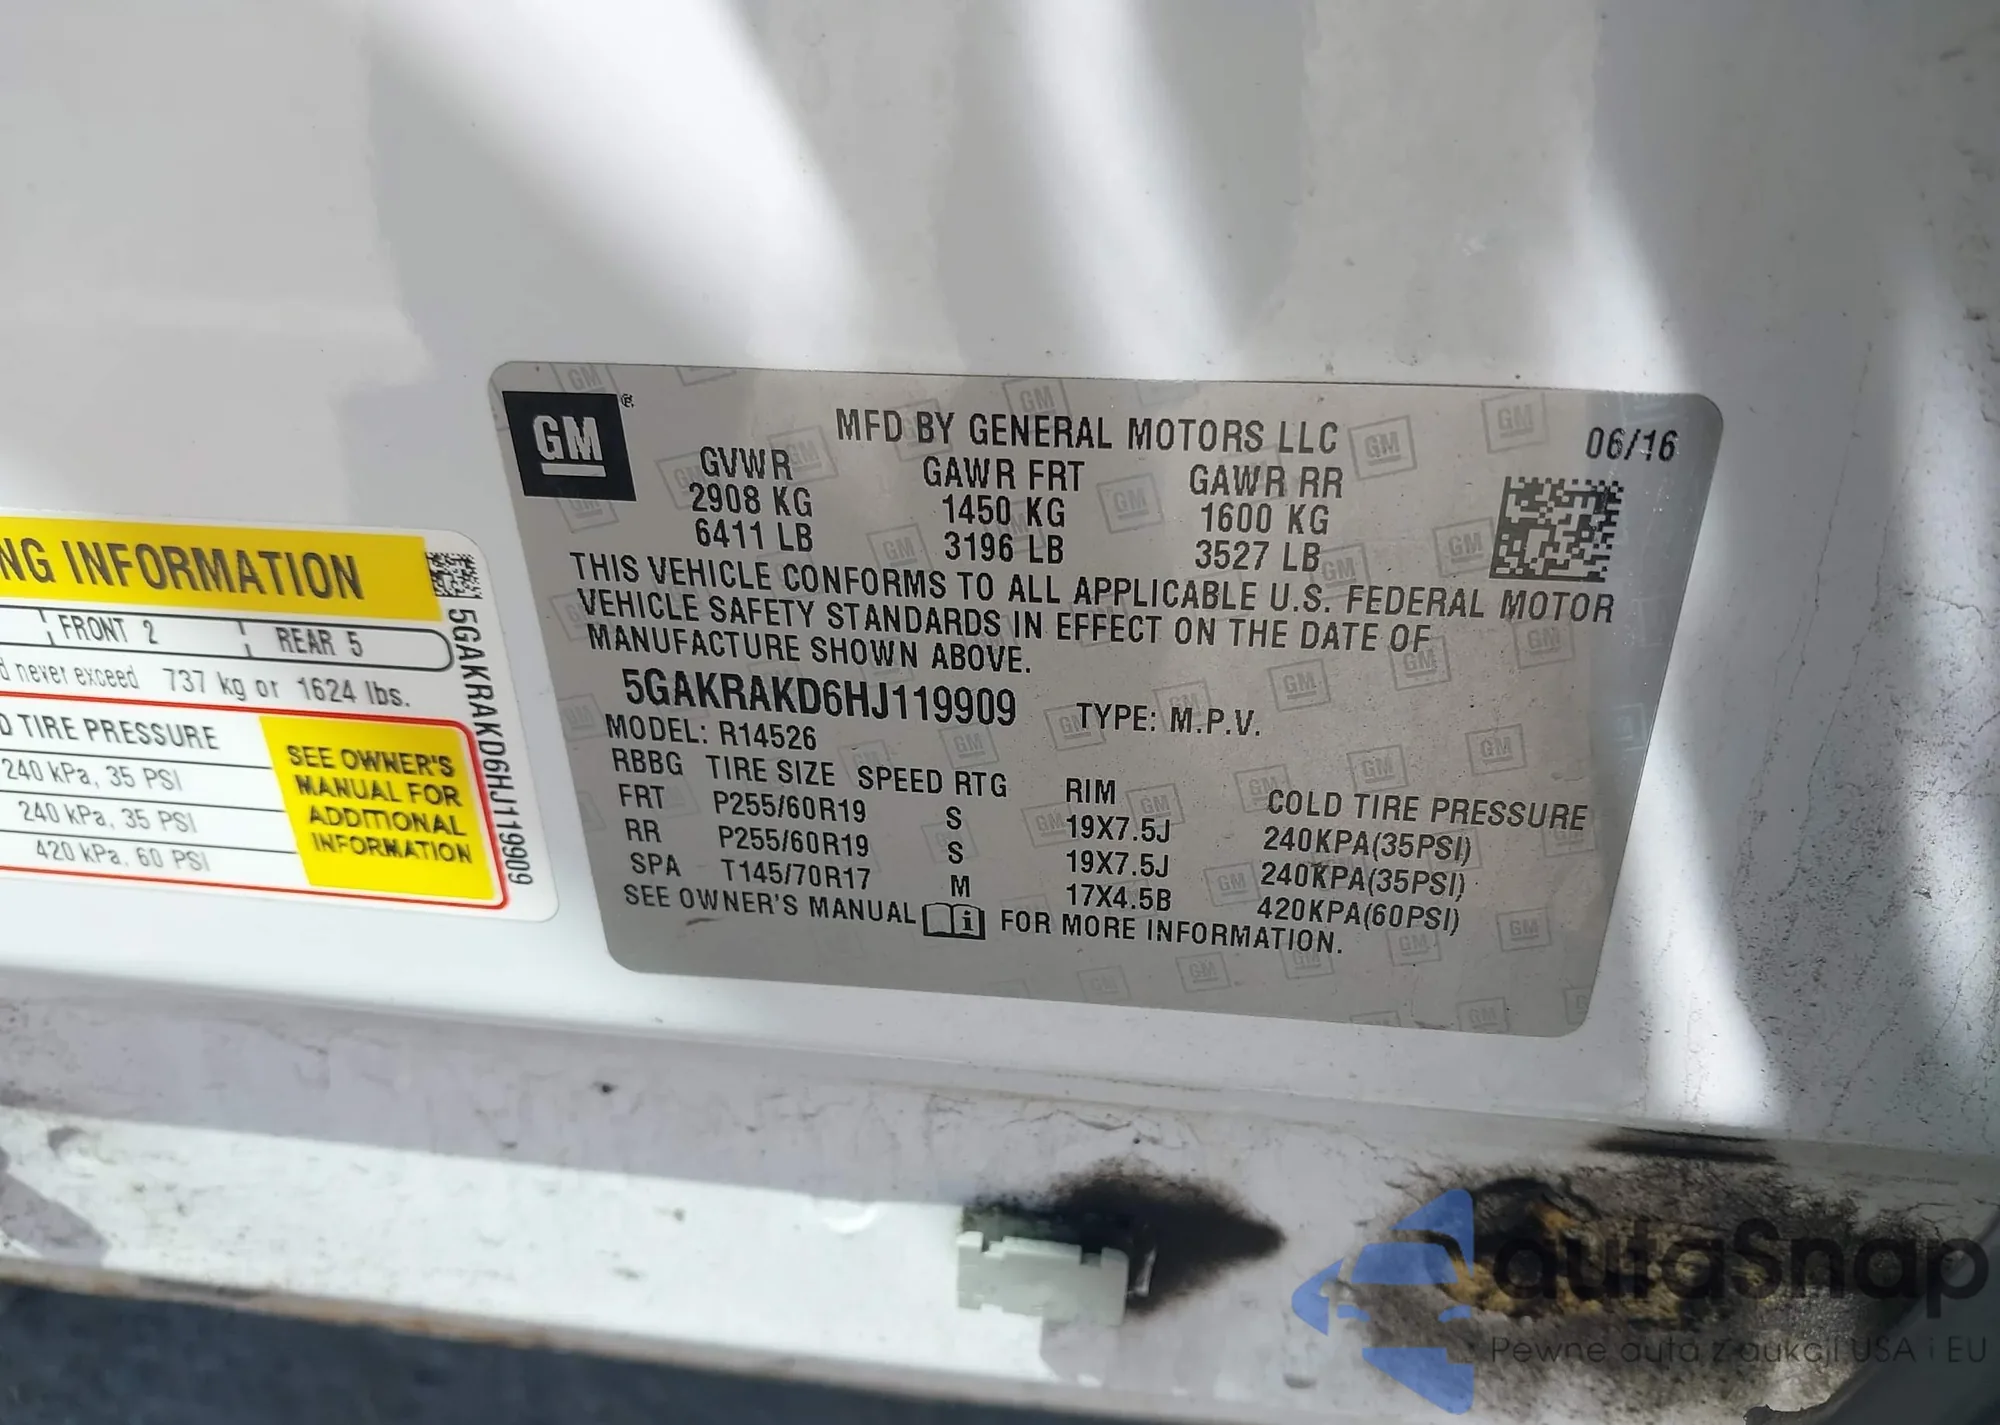 NG INFORMATION
FRONT 2 REAR 5
d never exceed 737 kg or 1624 lbs.
D TIRE PRESSURE
240 kPa, 35 PSI
240 kPa, 35 PSI
420 kPa, 60 PSI
SEE OWNER'S
MANUAL FOR
ADDITIONAL
INFORMATION
5GAKRAKD6HJ119909
GM®
MFD BY GENERAL MOTORS LLC 06/16
GVWR GAWR FRT GAWR RR
2908 KG 1450 KG 1600 KG
6411 LB 3196 LB 3527 LB
THIS VEHICLE CONFORMS TO ALL APPLICABLE U.S. FEDERAL MOTOR
VEHICLE SAFETY STANDARDS IN EFFECT ON THE DATE OF
MANUFACTURE SHOWN ABOVE.
5GAKRAKD6HJ119909 TYPE: M.P.V.
MODEL: R14526
RBBG TIRE SIZE SPEED RTG RIM COLD TIRE PRESSURE
FRT P255/60R19 S 19X7.5J 240KPA(35PSI)
RR P255/60R19 S 19X7.5J 240KPA(35PSI)
SPA T145/70R17 M 17X4.5B 420KPA(60PSI)
SEE OWNER'S MANUAL FOR MORE INFORMATION.
autaSnap
Pewne auta z aukcji USA i EU